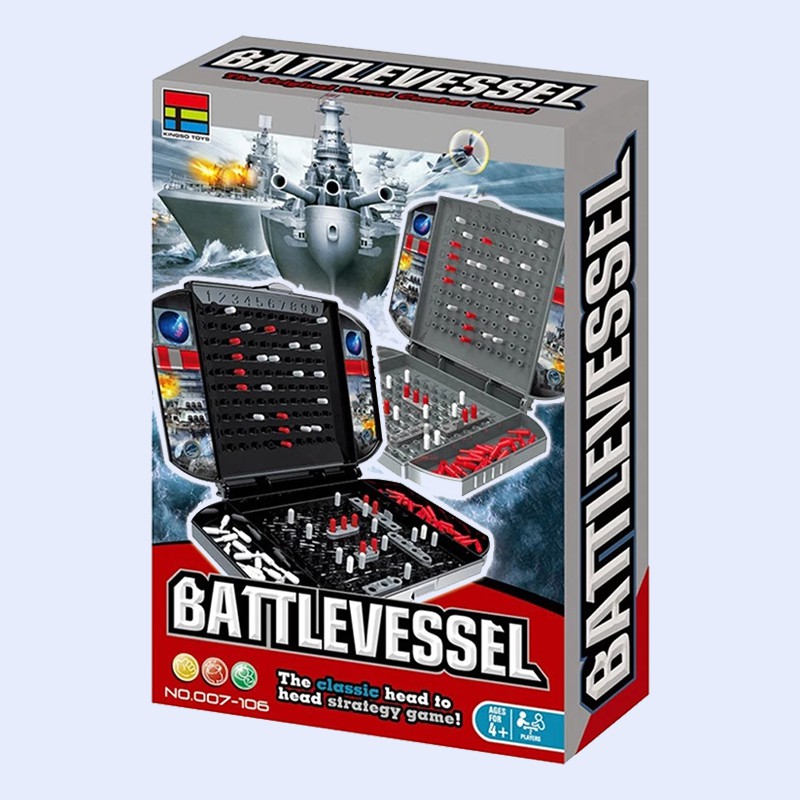 BATTLEVESSEL
The Original Naval Combat Game!
KINGSO TOYS
1 2 3 4 5 6 7 8 9 10
BATTLEVESSEL
NO.007-106
The classic head to
head strategy game!
AGES
FOR
4+
PLAYERS
BATTLEVESSEL